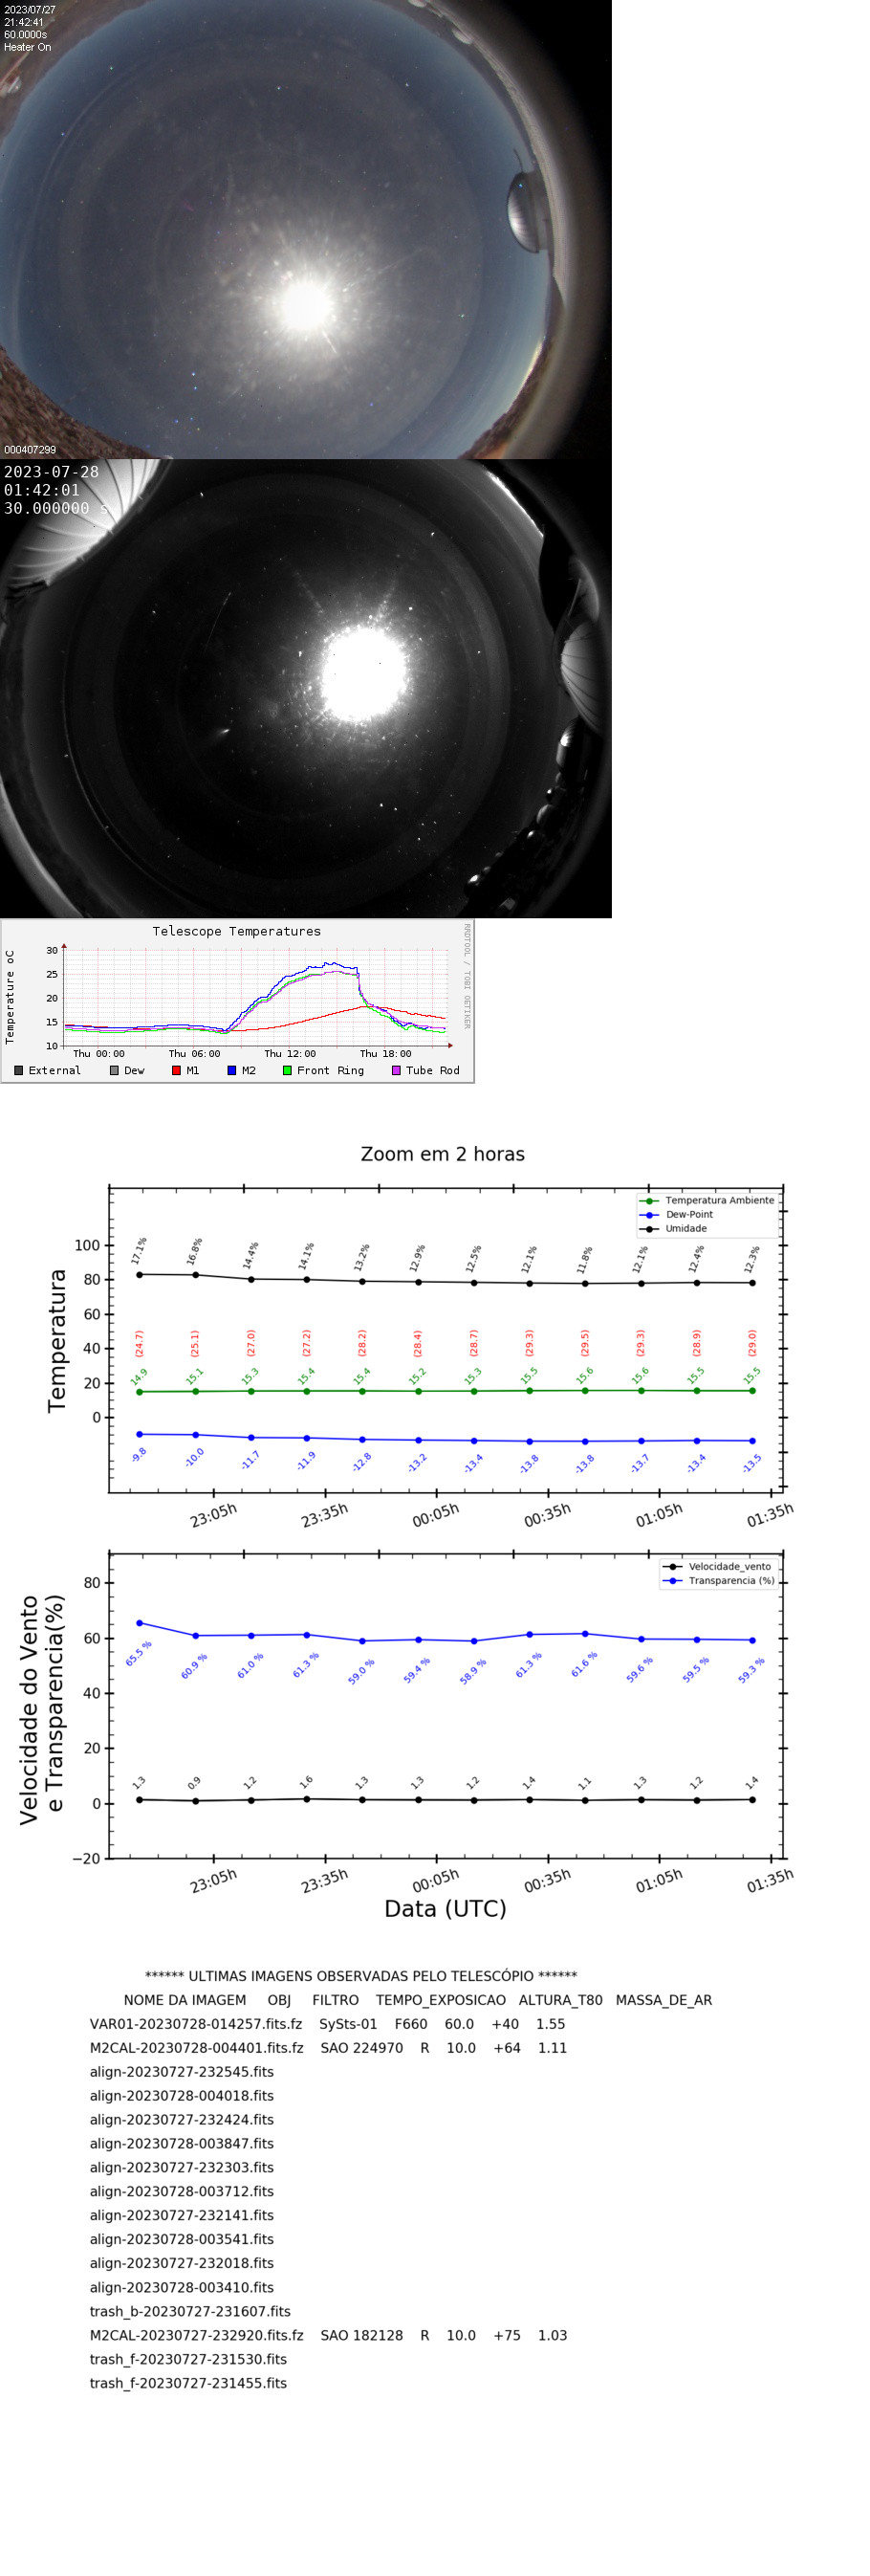 2023/07/27
21:42:41
60.0000s
Heater On
000407299
2023-07-28
01:42:01
30.000000 s
Telescope Temperatures
RRDTOOL / TOBI OETIKER
Temperature oC
30
25
20
15
10
Thu 00:00 Thu 06:00 Thu 12:00 Thu 18:00
External Dew M1 M2 Front Ring Tube Rod
Zoom em 2 horas
Temperatura Ambiente
Dew-Point
Umidade
Temperatura
100
80
60
40
20
0
17.1% 16.8% 14.4% 14.1% 13.2% 12.9% 12.5% 12.1% 11.8% 12.1% 12.4% 12.3%
(24.7) (25.1) (27.0) (27.2) (28.2) (28.4) (28.7) (29.3) (29.5) (29.3) (28.9) (29.0)
14.9 15.1 15.3 15.4 15.4 15.2 15.3 15.5 15.6 15.6 15.5 15.5
-9.8 -10.0 -11.7 -11.9 -12.8 -13.2 -13.4 -13.8 -13.8 -13.7 -13.4 -13.5
23:05h 23:35h 00:05h 00:35h 01:05h 01:35h
Velocidade_vento
Transparencia (%)
Velocidade do Vento
e Transparencia(%)
80
60
40
20
0
−20
65.5 % 60.9 % 61.0 % 61.3 % 59.0 % 59.4 % 58.9 % 61.3 % 61.6 % 59.6 % 59.5 % 59.3 %
1.3 0.9 1.2 1.6 1.3 1.3 1.2 1.4 1.1 1.3 1.2 1.4
23:05h 23:35h 00:05h 00:35h 01:05h 01:35h
Data (UTC)
****** ULTIMAS IMAGENS OBSERVADAS PELO TELESCÓPIO ******
NOME DA IMAGEM OBJ FILTRO TEMPO_EXPOSICAO ALTURA_T80 MASSA_DE_AR
VAR01-20230728-014257.fits.fz SySts-01 F660 60.0 +40 1.55
M2CAL-20230728-004401.fits.fz SAO 224970 R 10.0 +64 1.11
align-20230727-232545.fits
align-20230728-004018.fits
align-20230727-232424.fits
align-20230728-003847.fits
align-20230727-232303.fits
align-20230728-003712.fits
align-20230727-232141.fits
align-20230728-003541.fits
align-20230727-232018.fits
align-20230728-003410.fits
trash_b-20230727-231607.fits
M2CAL-20230727-232920.fits.fz SAO 182128 R 10.0 +75 1.03
trash_f-20230727-231530.fits
trash_f-20230727-231455.fits